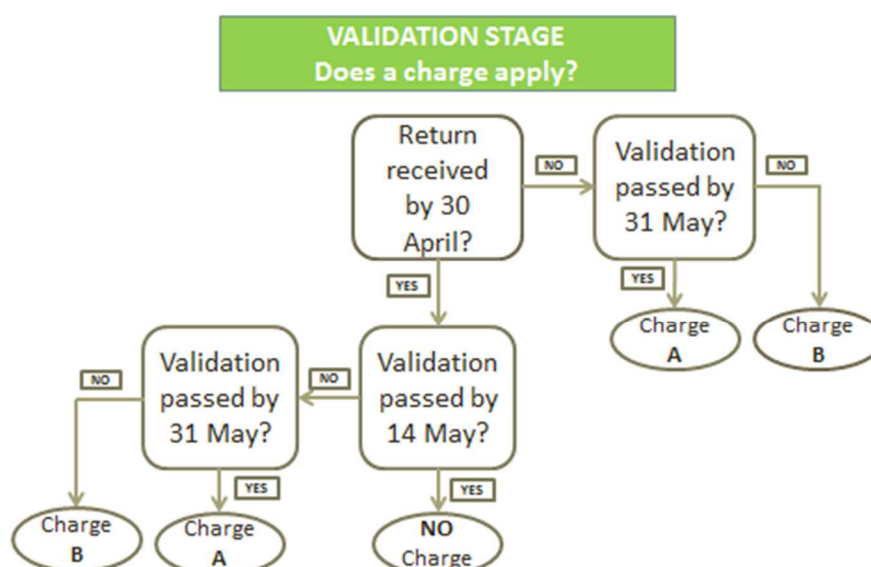 VALIDATION STAGE
Does a charge apply?
Return
received
by 30
April?
NO
Validation
passed by
31 May?
NO
YES
YES
Charge
A
Charge
B
Validation
passed by
31 May?
NO
NO
Validation
passed by
14 May?
YES
YES
Charge
B
Charge
A
NO
Charge